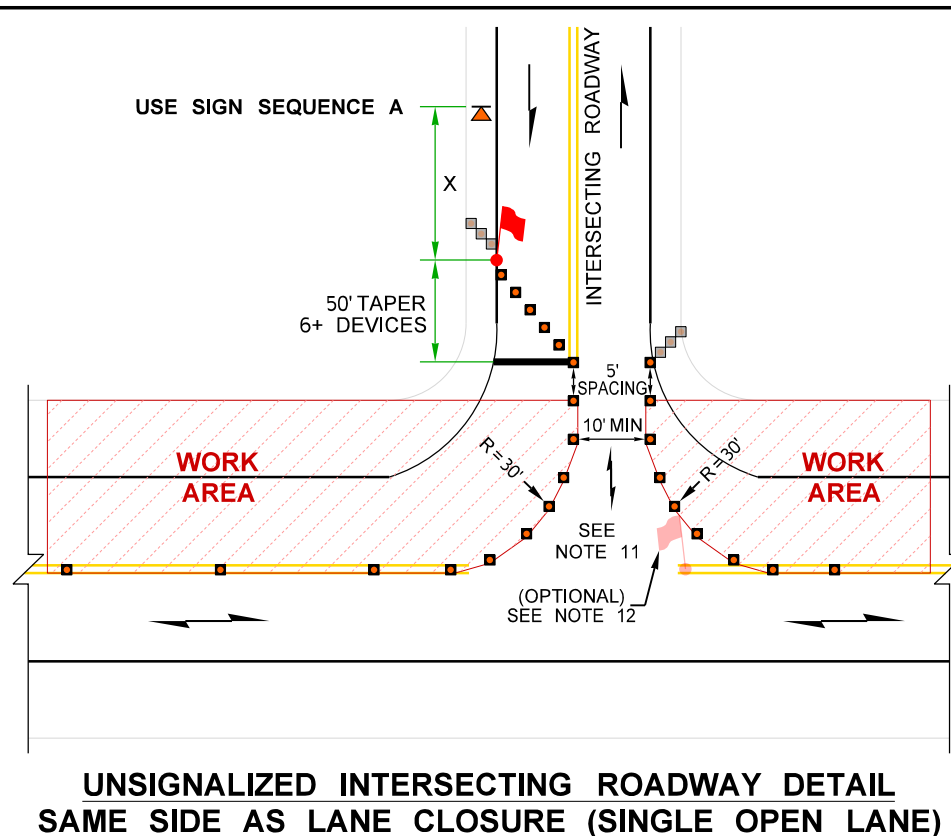 USE SIGN SEQUENCE A
INTERSECTING ROADWAY
X
50' TAPER
6+ DEVICES
5'
SPACING
10' MIN
R = 30'
R = 30'
WORK
AREA
WORK
AREA
SEE
NOTE 11
(OPTIONAL)
SEE NOTE 12
UNSIGNALIZED INTERSECTING ROADWAY DETAIL
SAME SIDE AS LANE CLOSURE (SINGLE OPEN LANE)